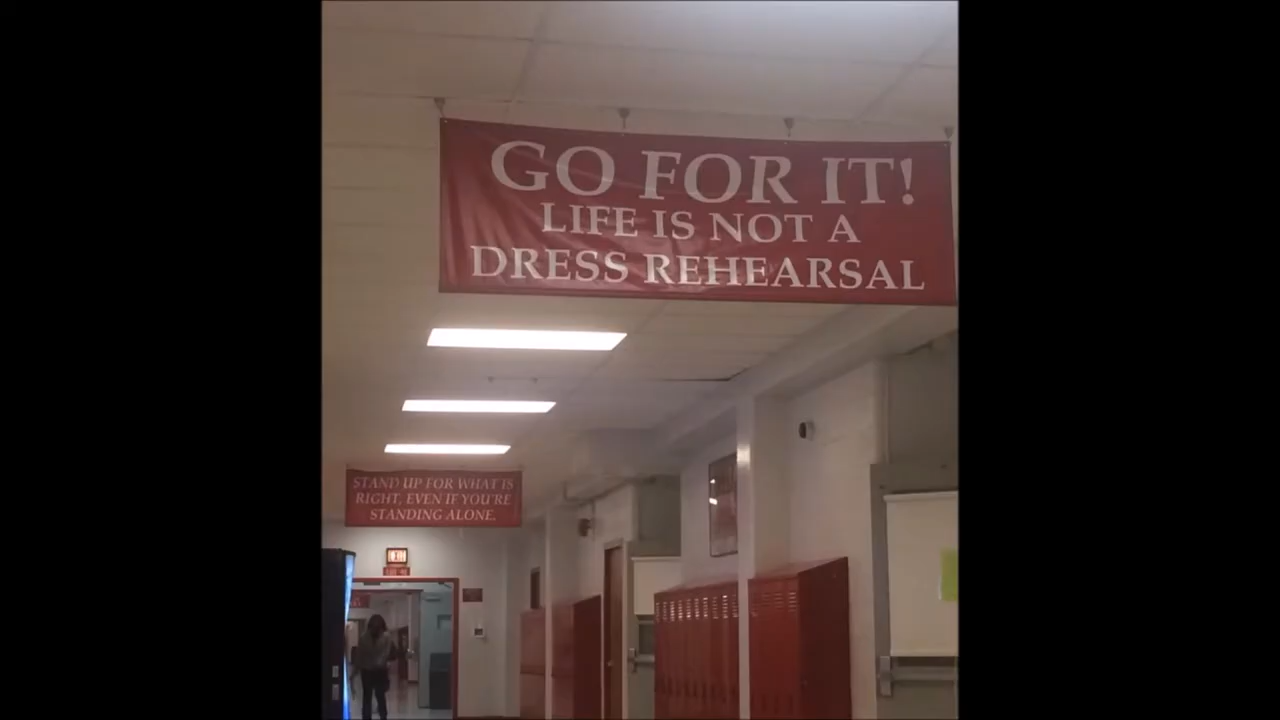 GO FOR IT!
LIFE IS NOT A
DRESS REHEARSAL
STAND UP FOR WHAT IS
RIGHT, EVEN IF YOU'RE
STANDING ALONE.